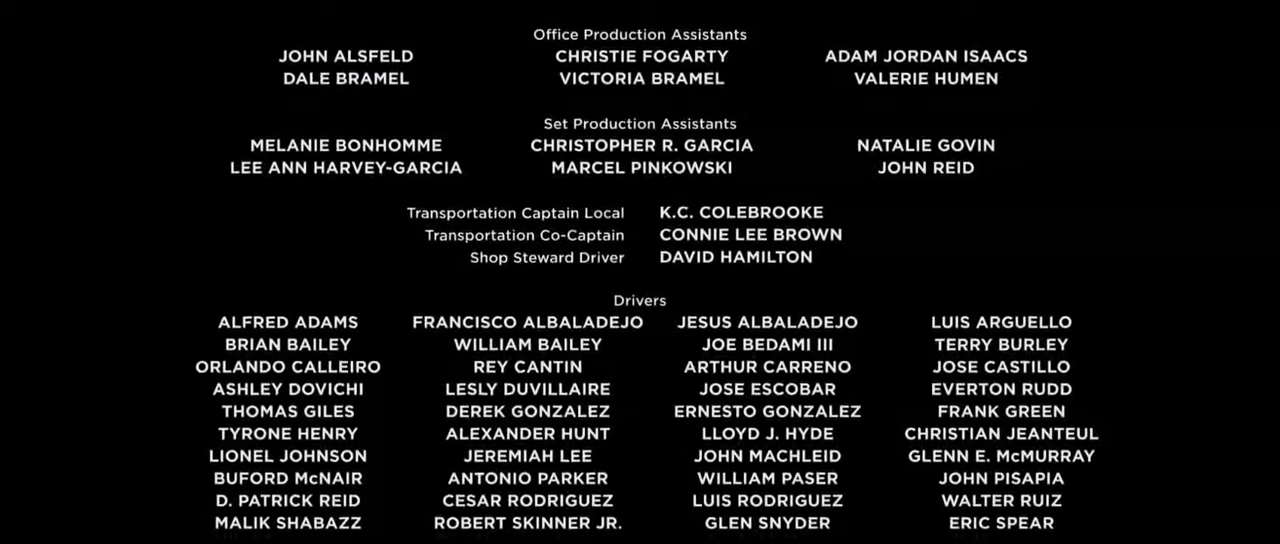 Office Production Assistants
JOHN ALSFELD CHRISTIE FOGARTY ADAM JORDAN ISAACS
DALE BRAMEL VICTORIA BRAMEL VALERIE HUMEN
Set Production Assistants
MELANIE BONHOMME CHRISTOPHER R. GARCIA NATALIE GOVIN
LEE ANN HARVEY-GARCIA MARCEL PINKOWSKI JOHN REID
Transportation Captain Local K.C. COLEBROOKE
Transportation Co-Captain CONNIE LEE BROWN
Shop Steward Driver DAVID HAMILTON
Drivers
ALFRED ADAMS FRANCISCO ALBALADEJO JESUS ALBALADEJO LUIS ARGUELLO
BRIAN BAILEY WILLIAM BAILEY JOE BEDAMI III TERRY BURLEY
ORLANDO CALLEIRO REY CANTIN ARTHUR CARRENO JOSE CASTILLO
ASHLEY DOVICHI LESLY DUVILLAIRE JOSE ESCOBAR EVERTON RUDD
THOMAS GILES DEREK GONZALEZ ERNESTO GONZALEZ FRANK GREEN
TYRONE HENRY ALEXANDER HUNT LLOYD J. HYDE CHRISTIAN JEANTEUL
LIONEL JOHNSON JEREMIAH LEE JOHN MACHLEID GLENN E. McMURRAY
BUFORD McNAIR ANTONIO PARKER WILLIAM PASER JOHN PISAPIA
D. PATRICK REID CESAR RODRIGUEZ LUIS RODRIGUEZ WALTER RUIZ
MALIK SHABAZZ ROBERT SKINNER JR. GLEN SNYDER ERIC SPEAR